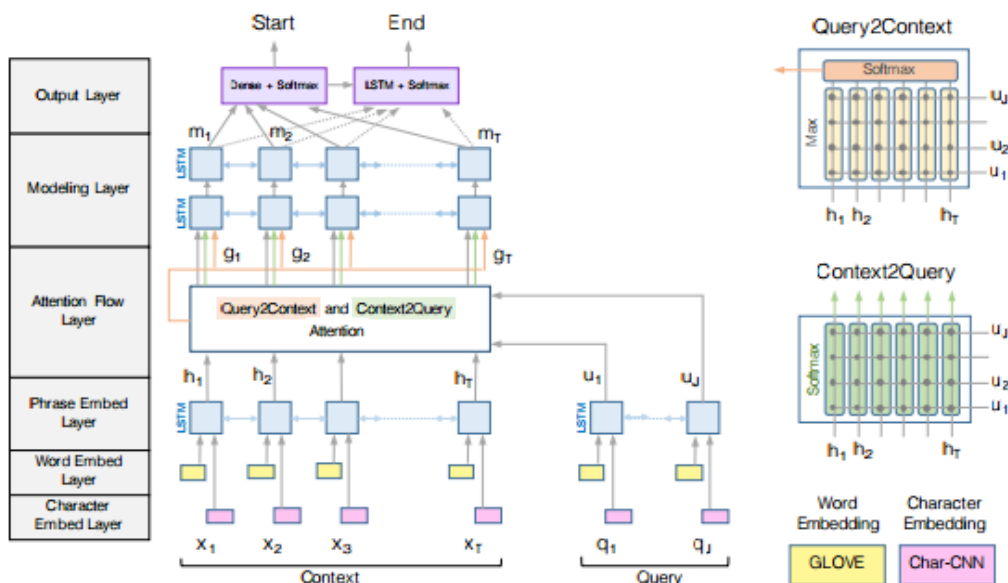 Start End
Dense + Softmax
LSTM + Softmax
Output Layer
m1 m2 mT
LSTM
Modeling Layer
LSTM
g1 g2 gT
Attention Flow
Layer
Query2Context and Context2Query
Attention
h1 h2 hT
u1 uJ
Phrase Embed
Layer
LSTM
LSTM
Word Embed
Layer
Character
Embed Layer
x1 x2 x3 xT
q1 qJ
Context
Query
Query2Context
Softmax
Max
uJ
u2
u1
h1 h2 hT
Context2Query
Softmax
uJ
u2
u1
h1 h2 hT
Word
Embedding
Character
Embedding
GLOVE
Char-CNN